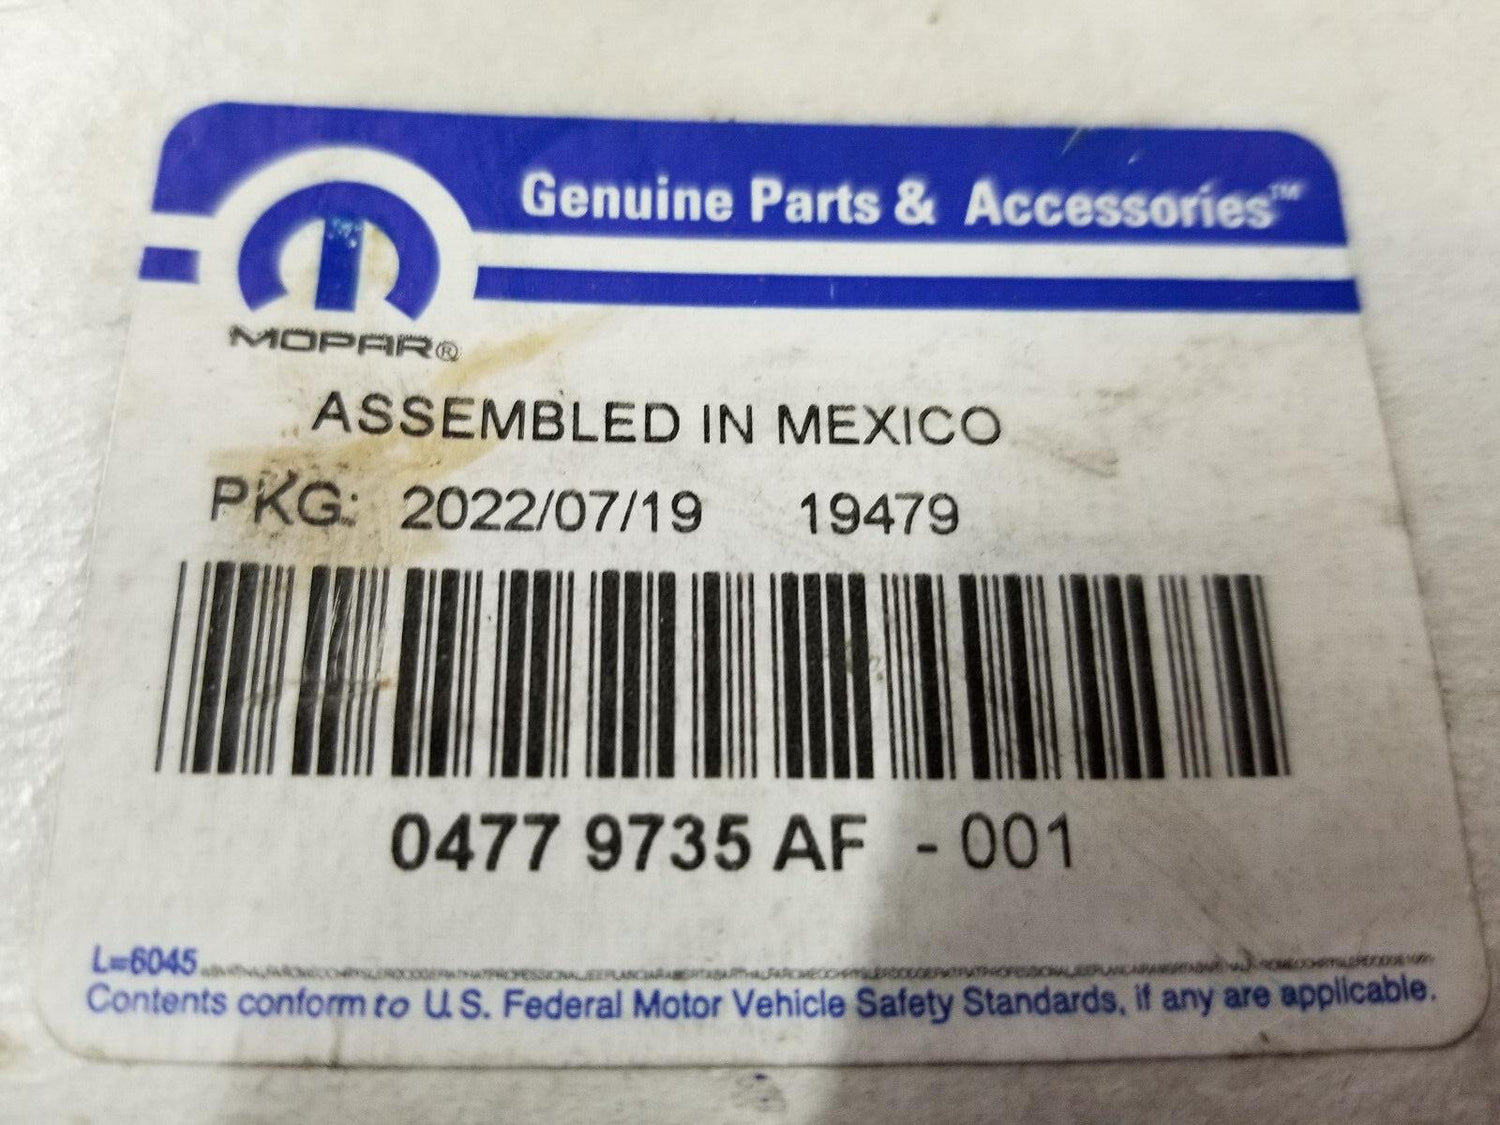 Genuine Parts & Accessories™
MOPAR®
ASSEMBLED IN MEXICO
PKG: 2022/07/19 19479
0477 9735 AF - 001
L=6045
Contents conform to U.S. Federal Motor Vehicle Safety Standards, if any are applicable.